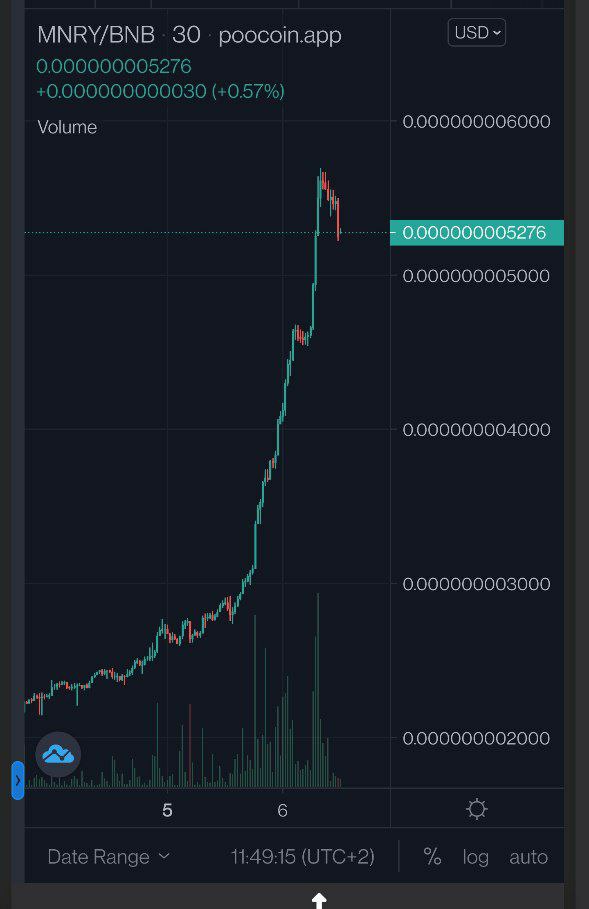 MNRY/BNB · 30 · poocoin.app
USD
0.000000005276
+0.000000000030 (+0.57%)
Volume
0.000000006000
0.000000005276
0.000000005000
0.000000004000
0.000000003000
0.000000002000
5 6
Date Range 11:49:15 (UTC+2) % log auto